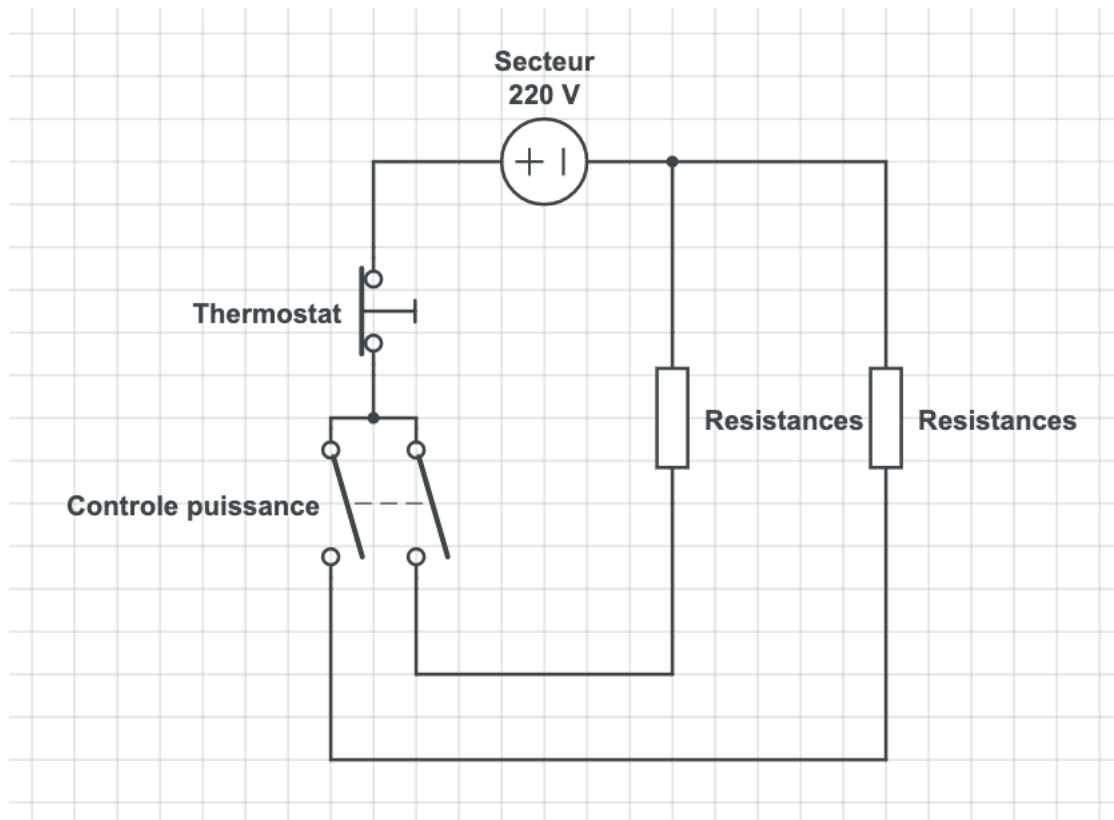 Secteur
220 V
Thermostat
Resistances
Resistances
Controle puissance